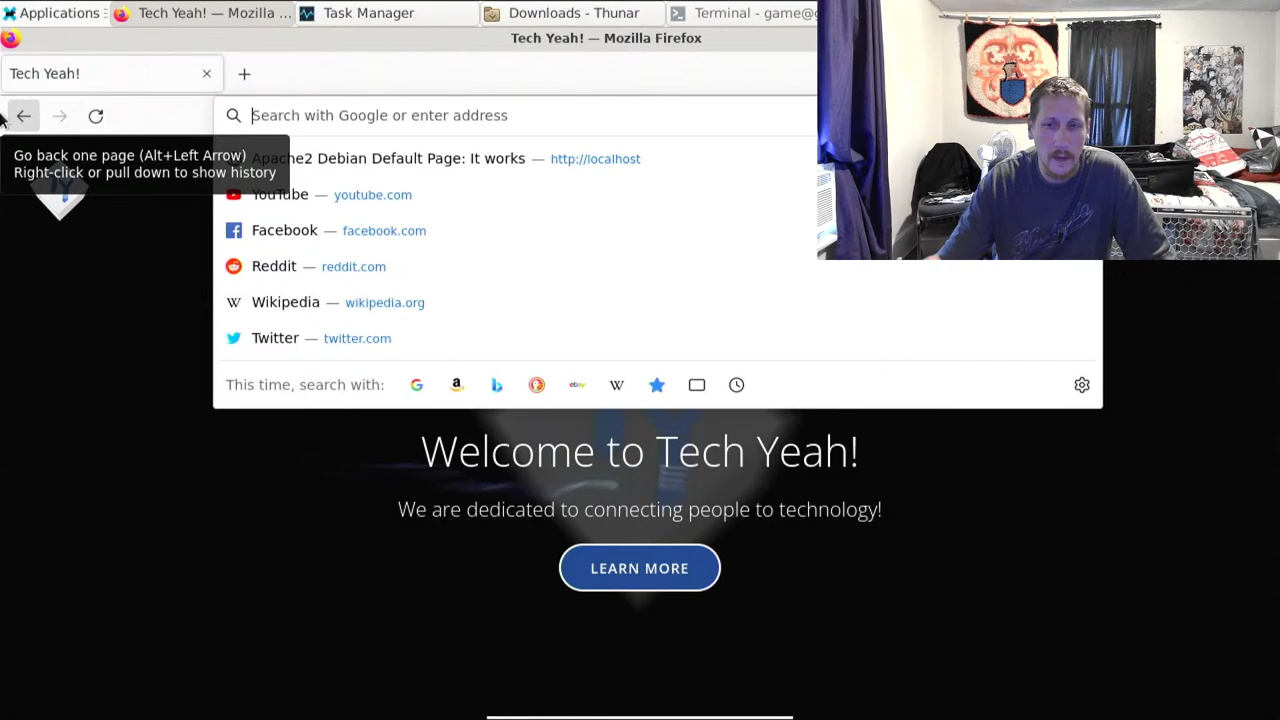 Applications
Tech Yeah! — Mozilla ...
Task Manager
Downloads - Thunar
Terminal - game@
Tech Yeah! — Mozilla Firefox
Tech Yeah!
Search with Google or enter address
Go back one page (Alt+Left Arrow)
Right-click or pull down to show history
Apache2 Debian Default Page: It works — http://localhost
YouTube — youtube.com
Facebook — facebook.com
Reddit — reddit.com
W Wikipedia — wikipedia.org
Twitter — twitter.com
This time, search with:
Welcome to Tech Yeah!
We are dedicated to connecting people to technology!
LEARN MORE